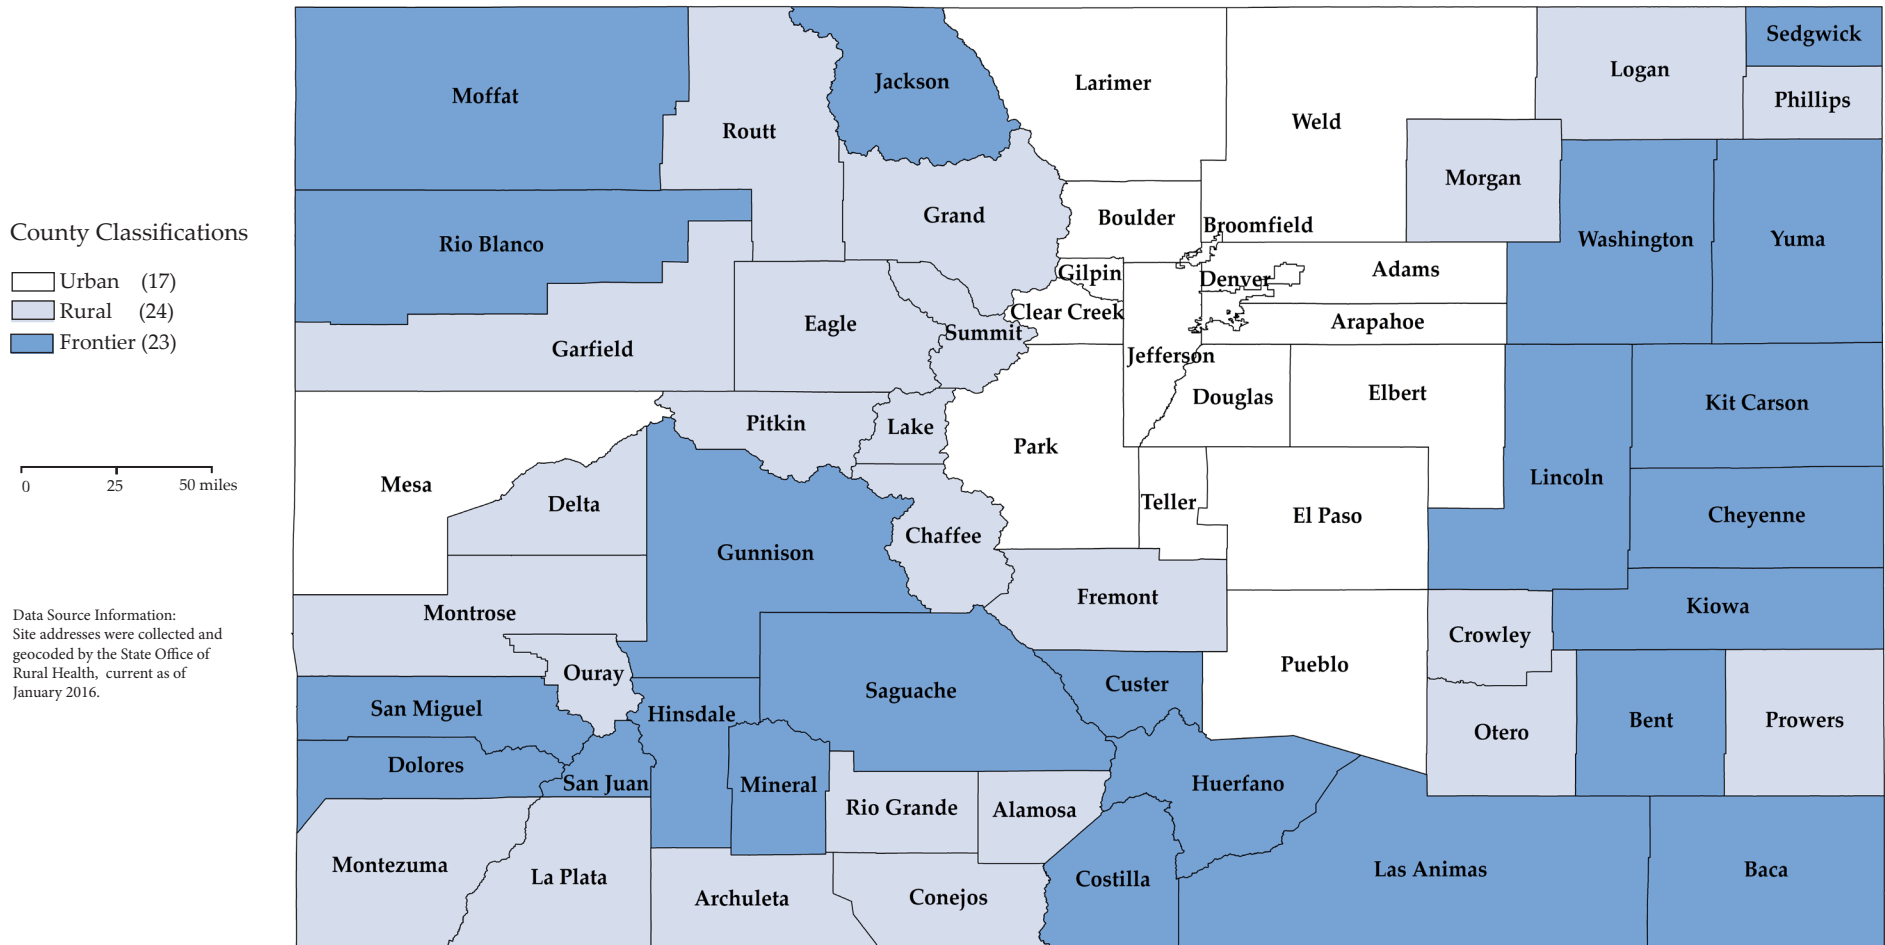 Sedgwick
Logan
Jackson
Larimer
Moffat
Phillips
Weld
Routt
Morgan
Grand
Boulder
Broomfield
County Classifications
Rio Blanco
Washington
Yuma
Gilpin
Denver
Adams
Urban (17)
Rural (24)
Clear Creek
Eagle
Arapahoe
Summit
Frontier (23)
Garfield
Jefferson
Elbert
Douglas
Kit Carson
Pitkin
Lake
Park
Lincoln
0 25 50 miles
Mesa
Delta
Teller
El Paso
Cheyenne
Chaffee
Gunnison
Fremont
Kiowa
Data Source Information:
Site addresses were collected and
geocoded by the State Office of
Rural Health, current as of
January 2016.
Montrose
Crowley
Pueblo
Ouray
Custer
Saguache
San Miguel
Hinsdale
Bent
Prowers
Otero
Dolores
San Juan
Mineral
Huerfano
Rio Grande
Alamosa
Montezuma
La Plata
Costilla
Las Animas
Baca
Archuleta
Conejos